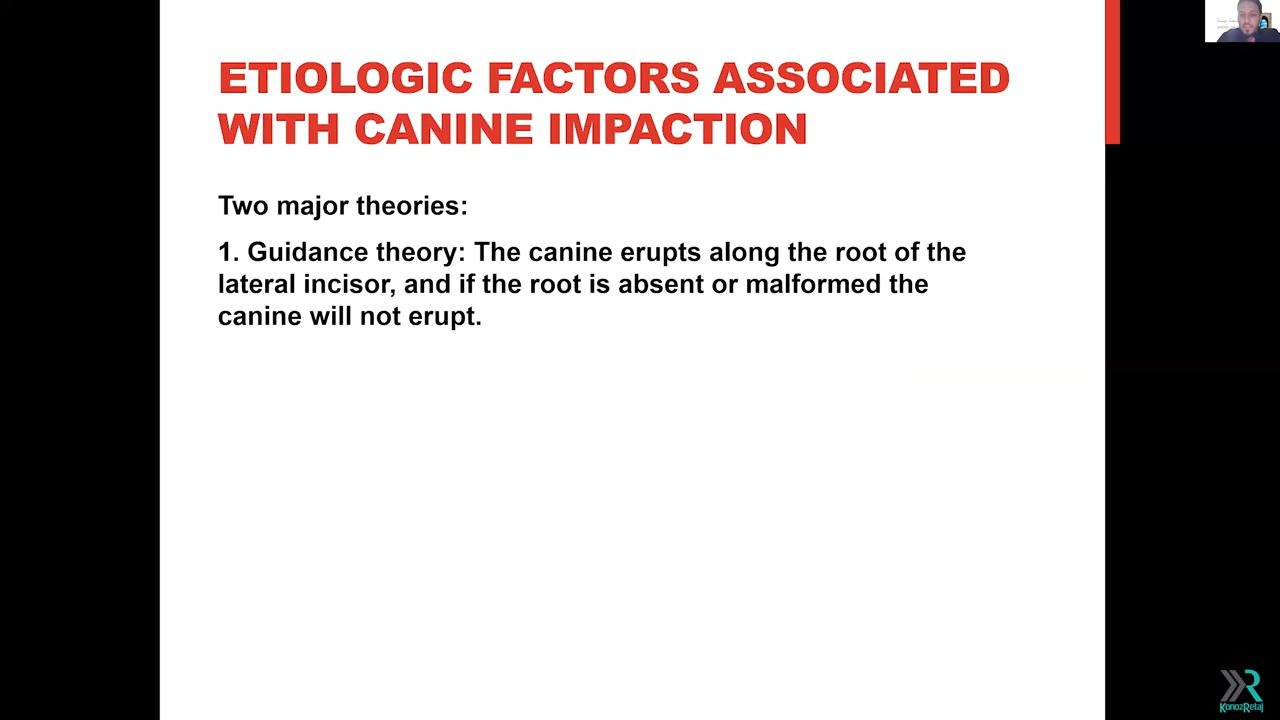 ETIOLOGIC FACTORS ASSOCIATED
WITH CANINE IMPACTION
Two major theories:
1. Guidance theory: The canine erupts along the root of the
lateral incisor, and if the root is absent or malformed the
canine will not erupt.
KonozRetaj